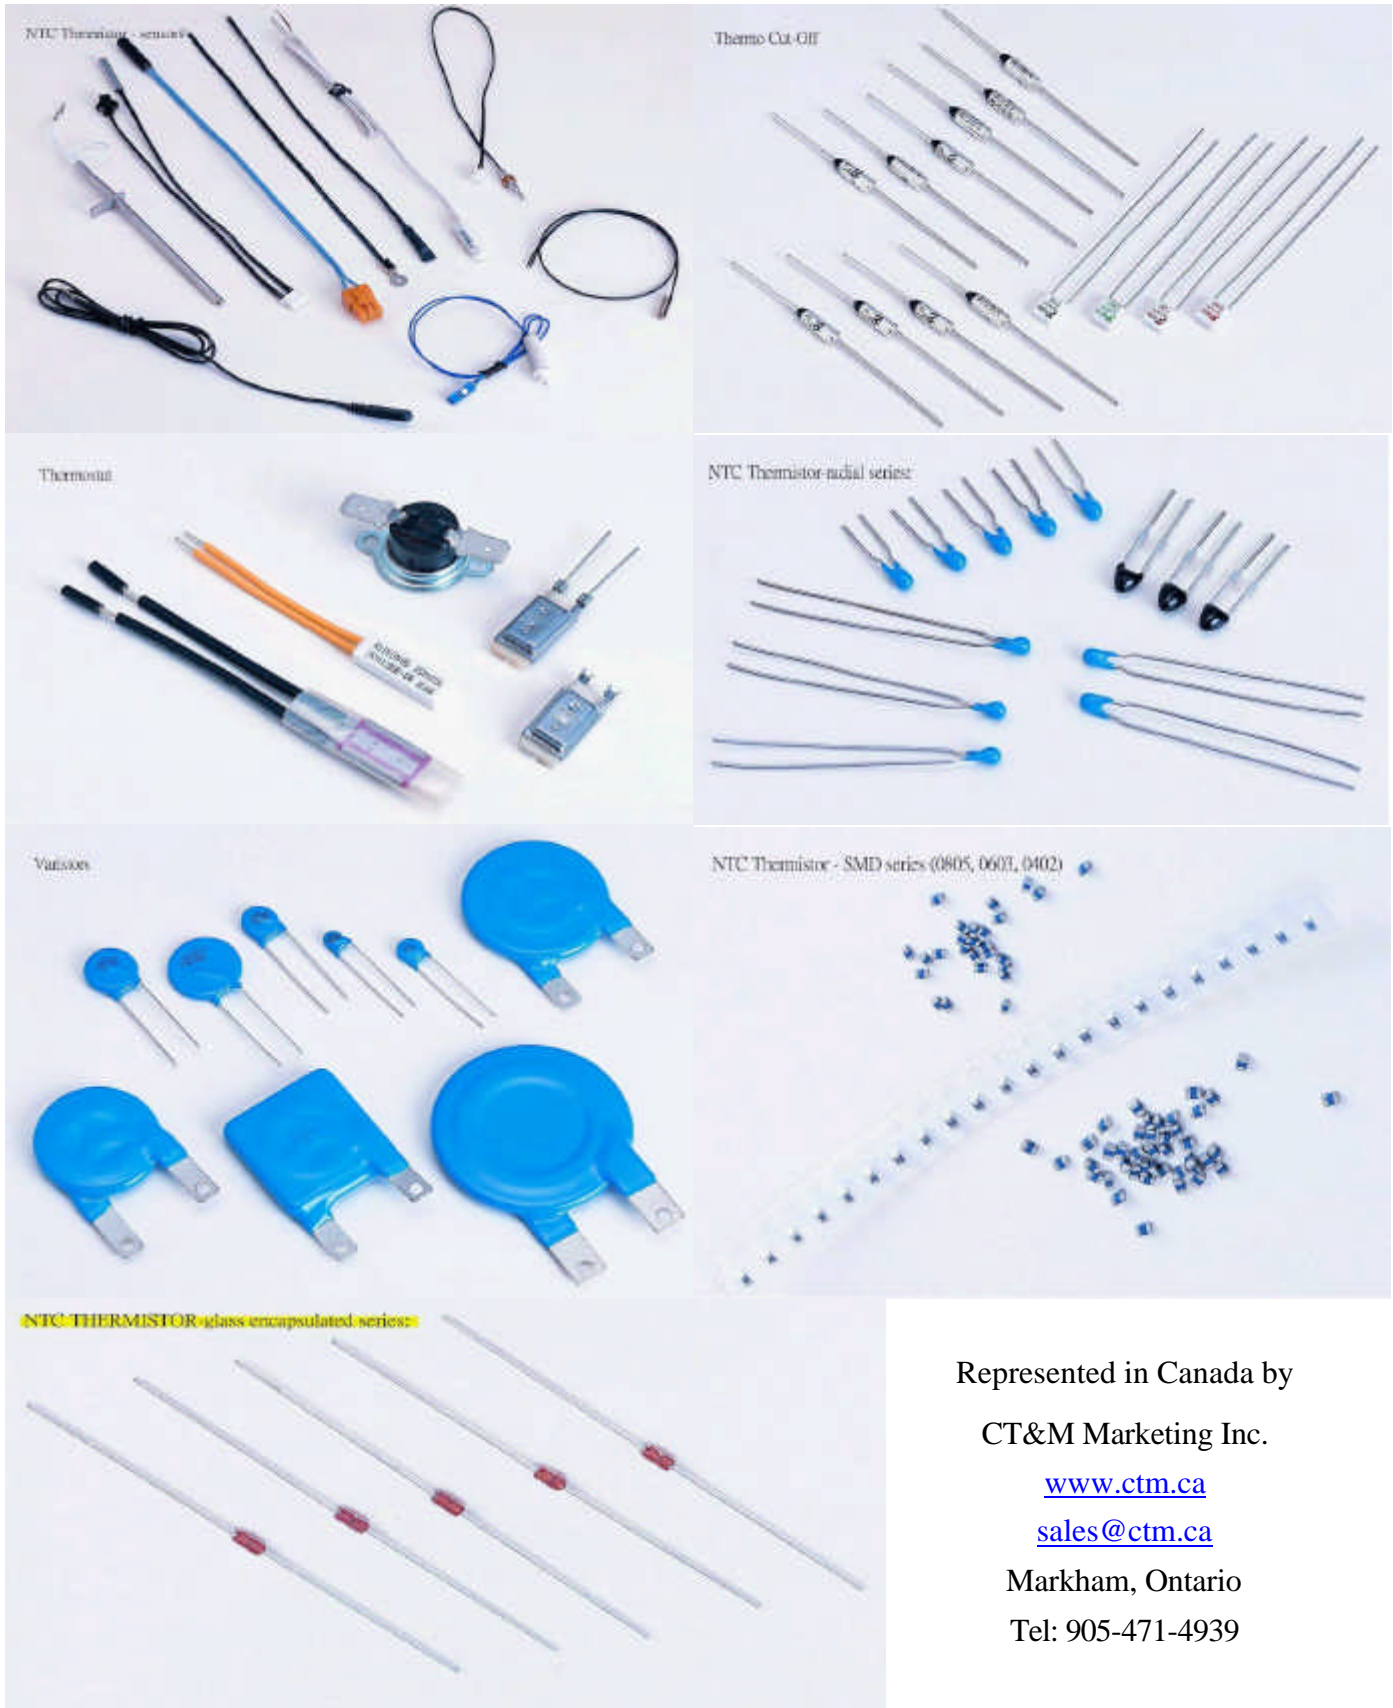 NTC Thermistor - sensors
Thermo Cut-Off
Thermostat
NTC Thermistor-radial series:
Varistors
NTC Thermistor - SMD series (0805, 0603, 0402)
NTC THERMISTOR-glass encapsulated series:
Represented in Canada by
CT&M Marketing Inc.
www.ctm.ca
sales@ctm.ca
Markham, Ontario
Tel: 905-471-4939